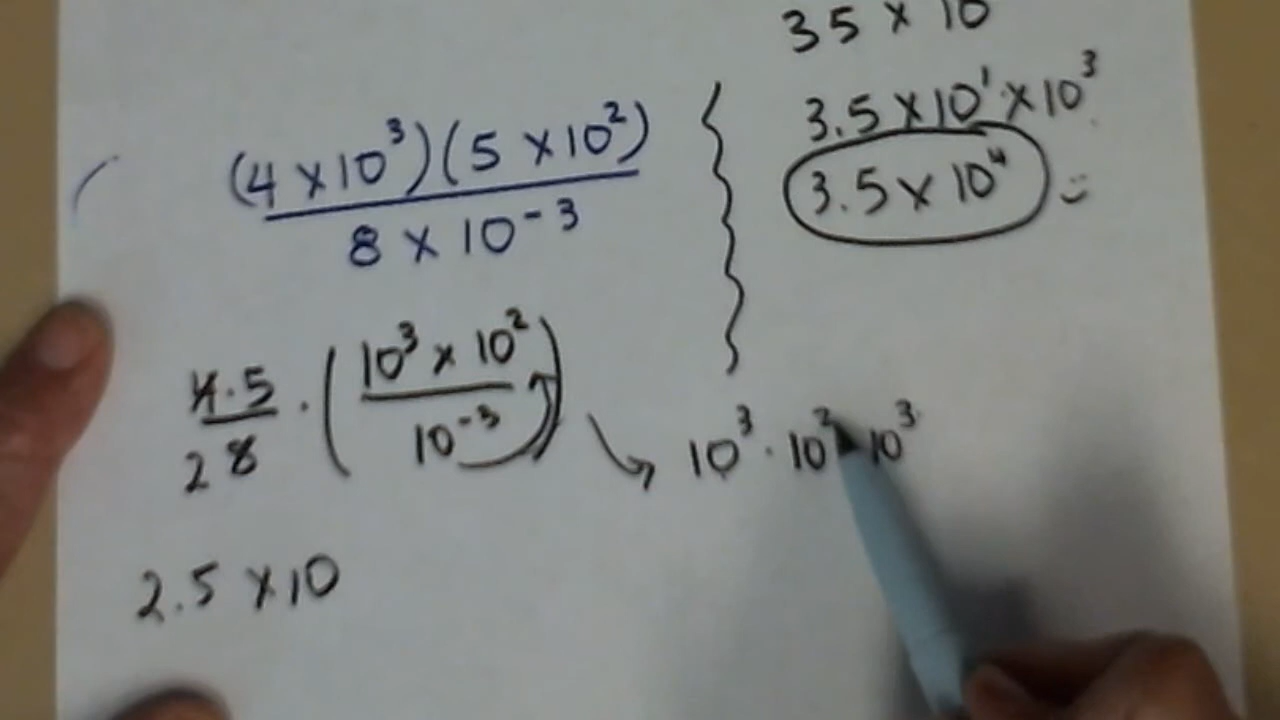 35 × 10
3.5 × 10¹ × 10³
3.5 × 10⁴
(4 × 10³)(5 × 10²)
8 × 10⁻³
4.5 · (10³ × 10²)
2 8 10⁻³
10³ · 10² 10³
2.5 × 10